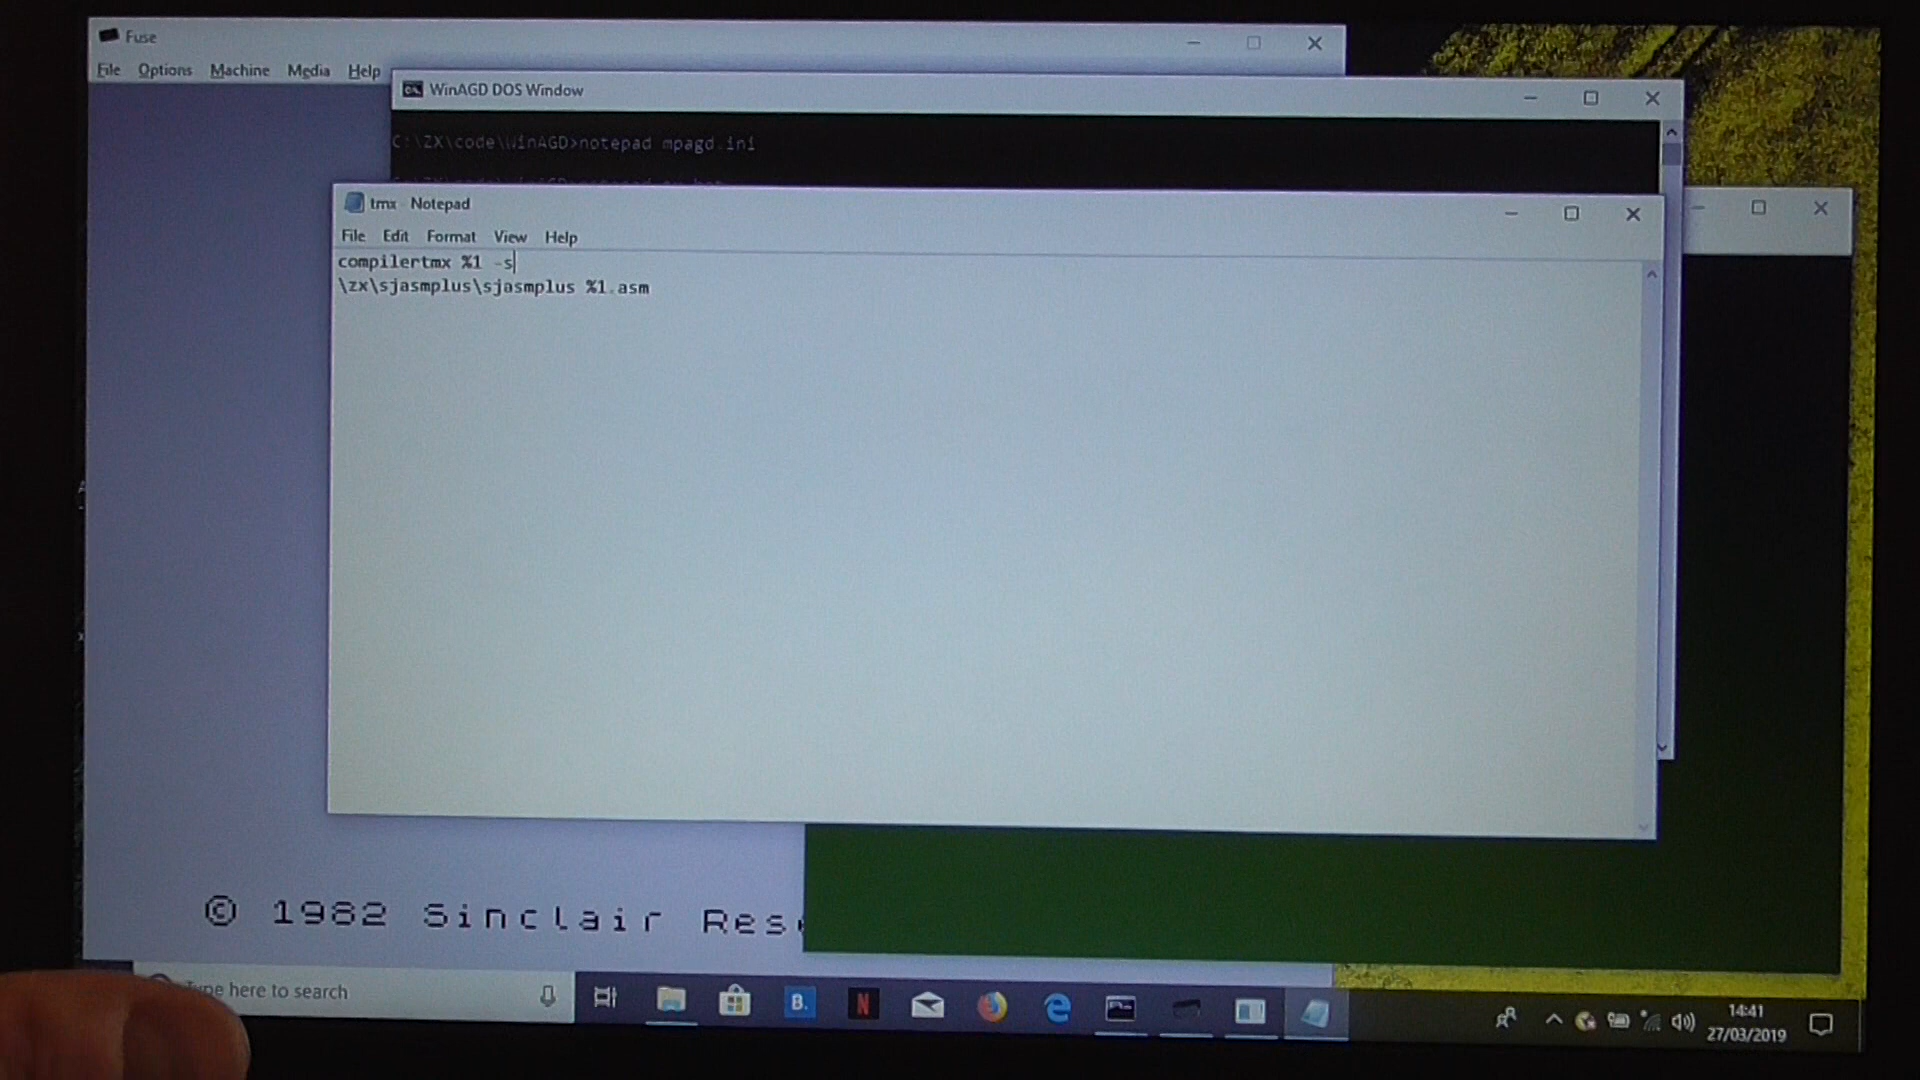 Fuse
File Options Machine Media Help
WinAGD DOS Window
C:\ZX\code\WinAGD>notepad mpagd.ini
tmx - Notepad
File Edit Format View Help
compilertmx %1 -s
\zx\sjasmplus\sjasmplus %1.asm
© 1982 Sinclair Rese
Type here to search
B.
N
14:41
27/03/2019